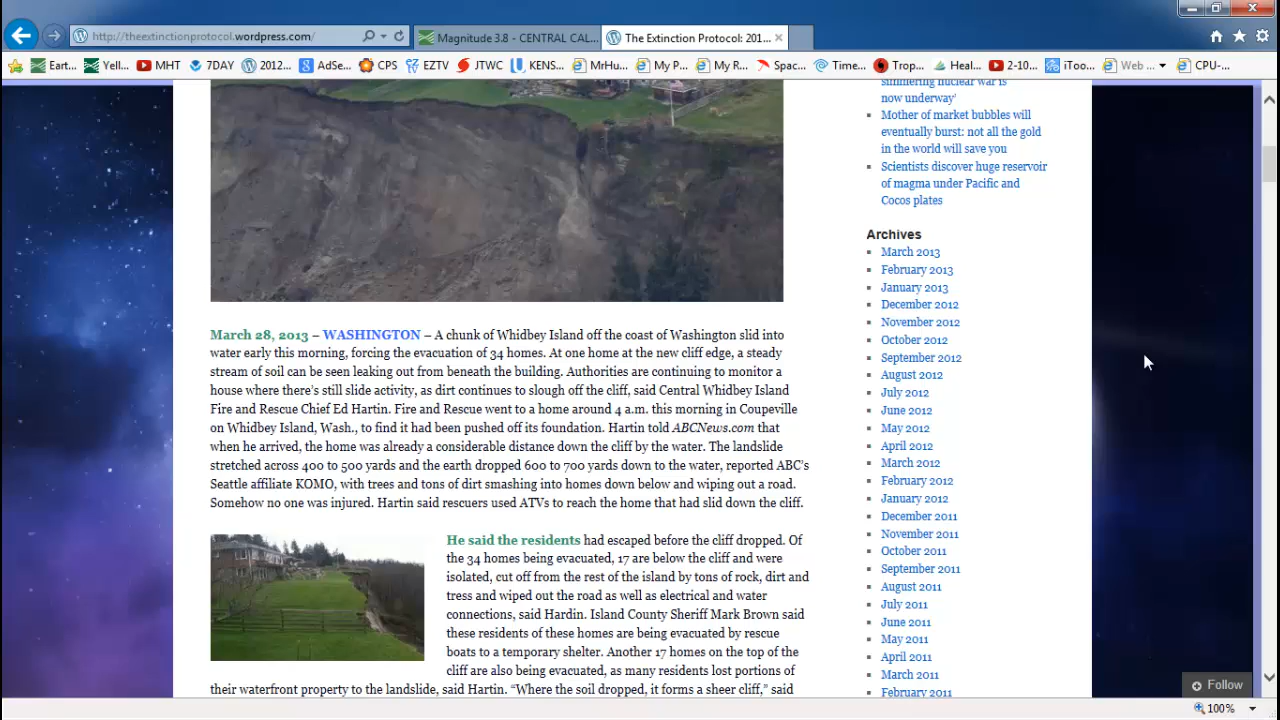 http://theextinctionprotocol.wordpress.com/
Magnitude 3.8 - CENTRAL CAL...
The Extinction Protocol: 201...
Eart...
Yell...
MHT
7DAY
2012...
AdSe...
CPS
EZTV
JTWC
KENS...
MrHu...
My P...
My R...
Spac...
Time...
Trop...
Heal...
2-10...
iToo...
Web ...
CPU-...
simmering nuclear war is
now underway'
Mother of market bubbles will
eventually burst: not all the gold
in the world will save you
Scientists discover huge reservoir
of magma under Pacific and
Cocos plates
Archives
March 2013
February 2013
January 2013
December 2012
November 2012
October 2012
September 2012
August 2012
July 2012
June 2012
May 2012
April 2012
March 2012
February 2012
January 2012
December 2011
November 2011
October 2011
September 2011
August 2011
July 2011
June 2011
May 2011
April 2011
March 2011
February 2011
March 28, 2013 – WASHINGTON – A chunk of Whidbey Island off the coast of Washington slid into
water early this morning, forcing the evacuation of 34 homes. At one home at the new cliff edge, a steady
stream of soil can be seen leaking out from beneath the building. Authorities are continuing to monitor a
house where there's still slide activity, as dirt continues to slough off the cliff, said Central Whidbey Island
Fire and Rescue Chief Ed Hartin. Fire and Rescue went to a home around 4 a.m. this morning in Coupeville
on Whidbey Island, Wash., to find it had been pushed off its foundation. Hartin told ABCNews.com that
when he arrived, the home was already a considerable distance down the cliff by the water. The landslide
stretched across 400 to 500 yards and the earth dropped 600 to 700 yards down to the water, reported ABC's
Seattle affiliate KOMO, with trees and tons of dirt smashing into homes down below and wiping out a road.
Somehow no one was injured. Hartin said rescuers used ATVs to reach the home that had slid down the cliff.
He said the residents had escaped before the cliff dropped. Of
the 34 homes being evacuated, 17 are below the cliff and were
isolated, cut off from the rest of the island by tons of rock, dirt and
tress and wiped out the road as well as electrical and water
connections, said Hardin. Island County Sheriff Mark Brown said
these residents of these homes are being evacuated by rescue
boats to a temporary shelter. Another 17 homes on the top of the
cliff are also being evacuated, as many residents lost portions of
their waterfront property to the landslide, said Hartin. “Where the soil dropped, it forms a sheer cliff,” said
Follow
100%